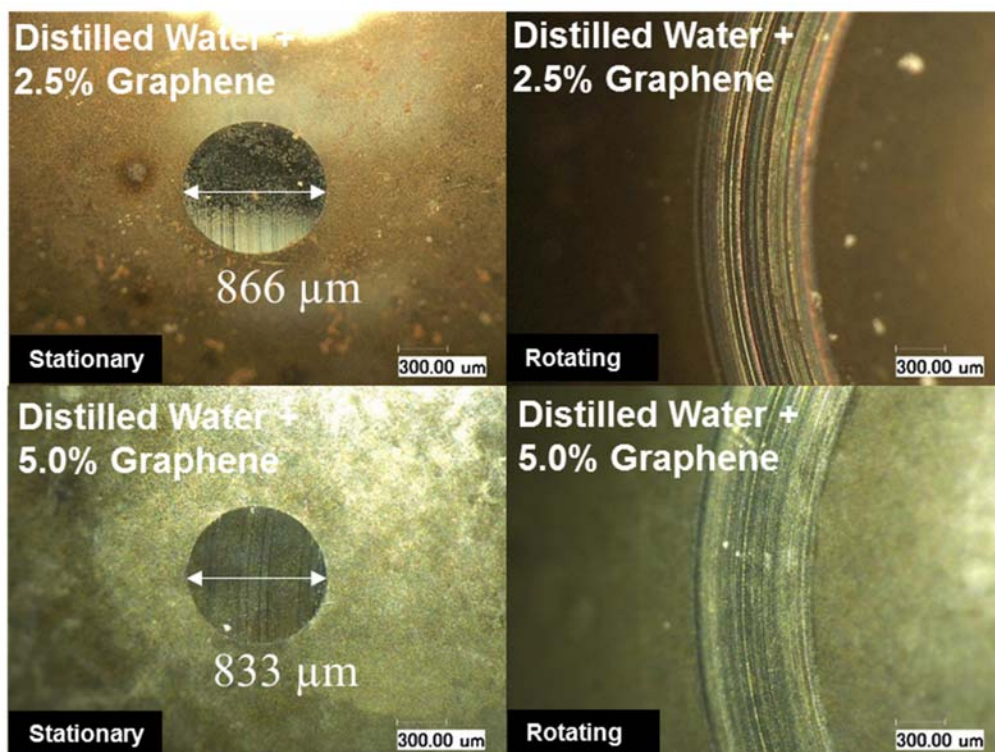 Distilled Water +
2.5% Graphene
866 µm
Stationary
300.00 um
Distilled Water +
2.5% Graphene
Rotating
300.00 um
Distilled Water +
5.0% Graphene
833 µm
Stationary
300.00 um
Distilled Water +
5.0% Graphene
Rotating
300.00 um